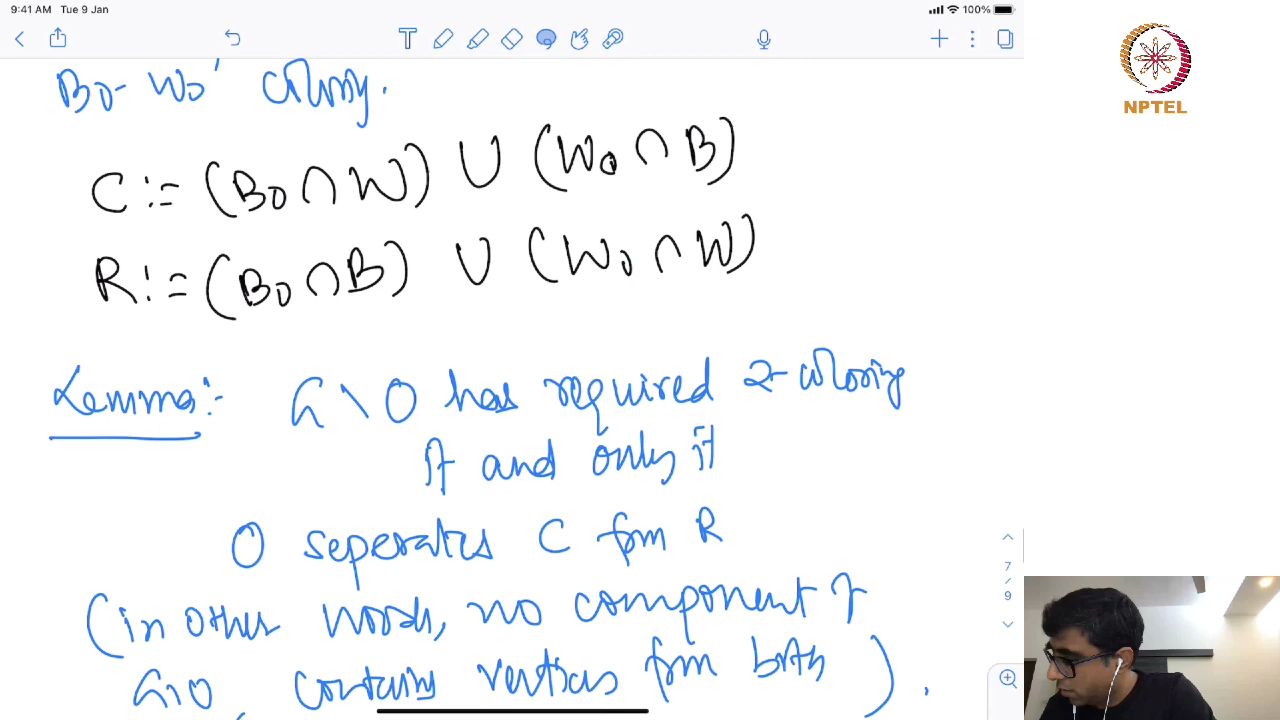 9:41 AM Tue 9 Jan
100%
B0- W0' coloring.
C := (B0 ∩ W) ∪ (W0 ∩ B)
R := (B0 ∩ B) ∪ (W0 ∩ W)
Lemma:- G \ O has required 2-coloring
if and only if
O seperates C from R
(in other words, no component of
G\O contains vertices from both).
7
/
9
NPTEL